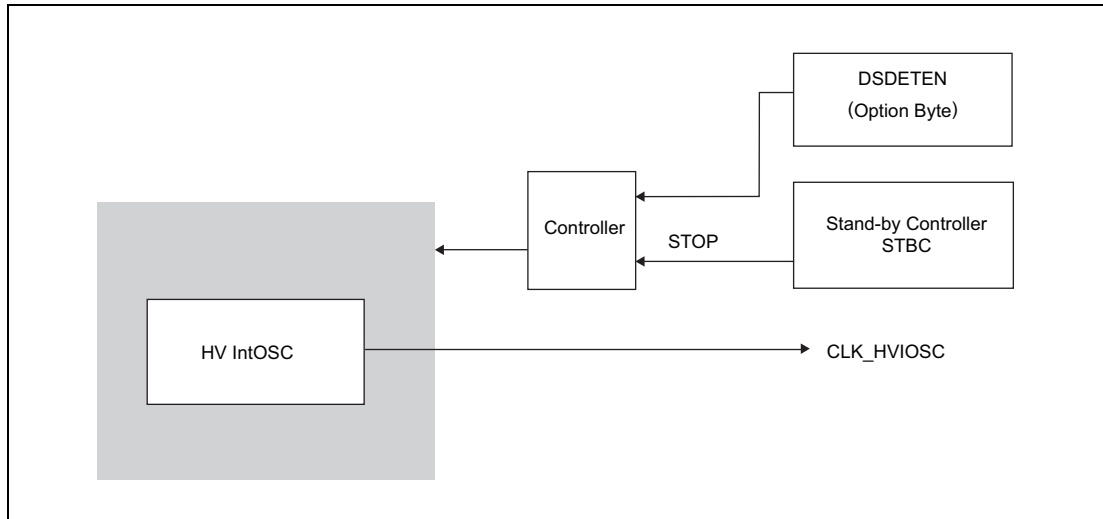 DSDETEN
(Option Byte)
Controller
STOP
Stand-by Controller
STBC
HV IntOSC
CLK_HVIOSC